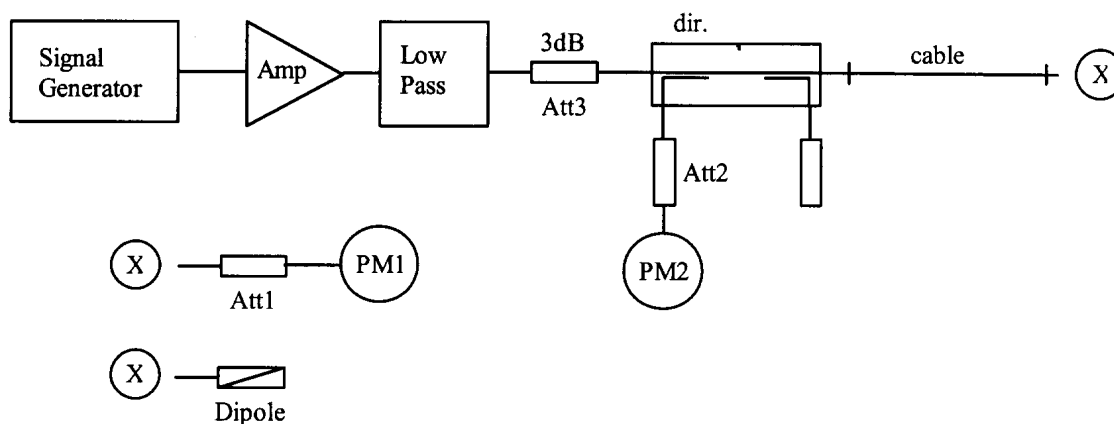 Signal
Generator
Amp
Low
Pass
3dB
Att3
dir.
cable
X
Att2
PM2
X
Att1
PM1
X
Dipole